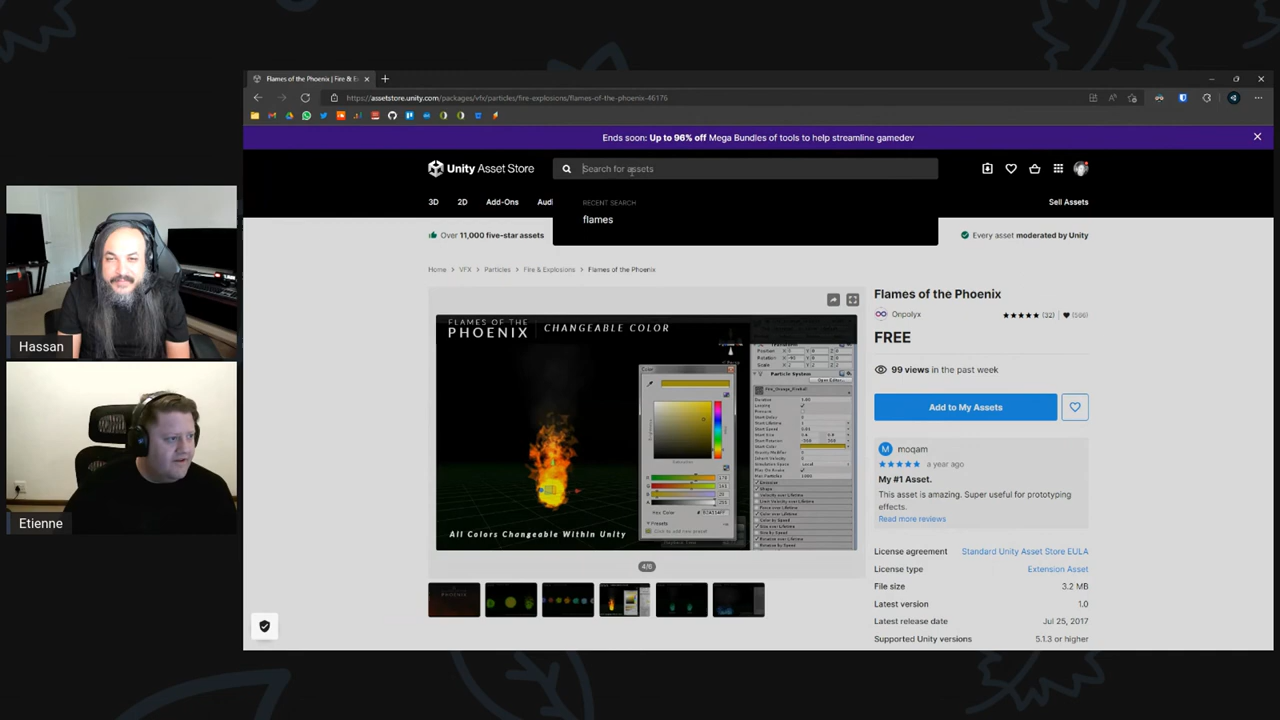 Flames of the Phoenix | Fire & E
https://assetstore.unity.com/packages/vfx/particles/fire-explosions/flames-of-the-phoenix-46176
Ends soon: Up to 96% off Mega Bundles of tools to help streamline gamedev
Unity Asset Store
Search for assets
3D 2D Add-Ons Audi
Sell Assets
RECENT SEARCH
flames
Over 11,000 five-star assets
Every asset moderated by Unity
Home > VFX > Particles > Fire & Explosions > Flames of the Phoenix
FLAMES OF THE
PHOENIX
CHANGEABLE COLOR
Color
Particle System
All Colors Changeable Within Unity
4/6
Flames of the Phoenix
Onpolyx
(32)
FREE
99 views in the past week
Add to My Assets
M
moqam
a year ago
My #1 Asset.
This asset is amazing. Super useful for prototyping
effects.
Read more reviews
License agreement Standard Unity Asset Store EULA
License type Extension Asset
File size 3.2 MB
Latest version 1.0
Latest release date Jul 25, 2017
Supported Unity versions 5.1.3 or higher
Hassan
Etienne